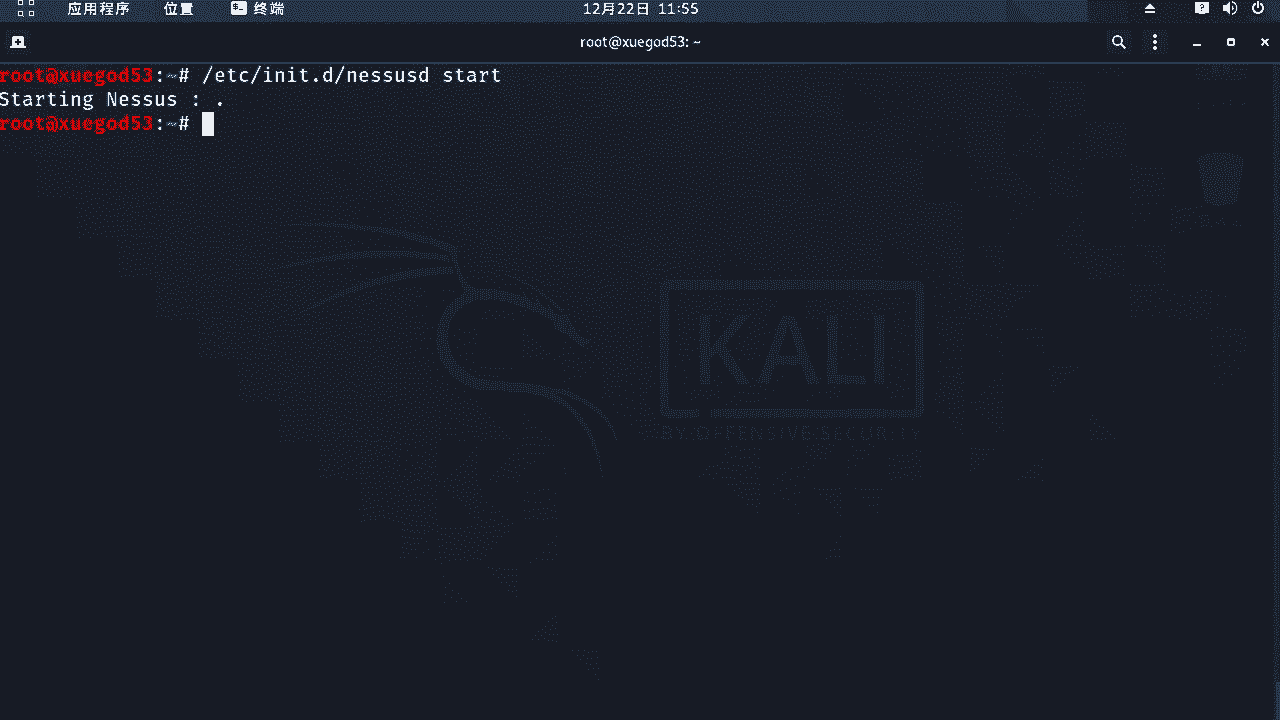 应用程序 位置 终端 12月22日 11:55
root@xuegod53: ~
root@xuegod53:~# /etc/init.d/nessusd start
Starting Nessus : .
root@xuegod53:~#
KALI
BY OFFENSIVE SECURITY